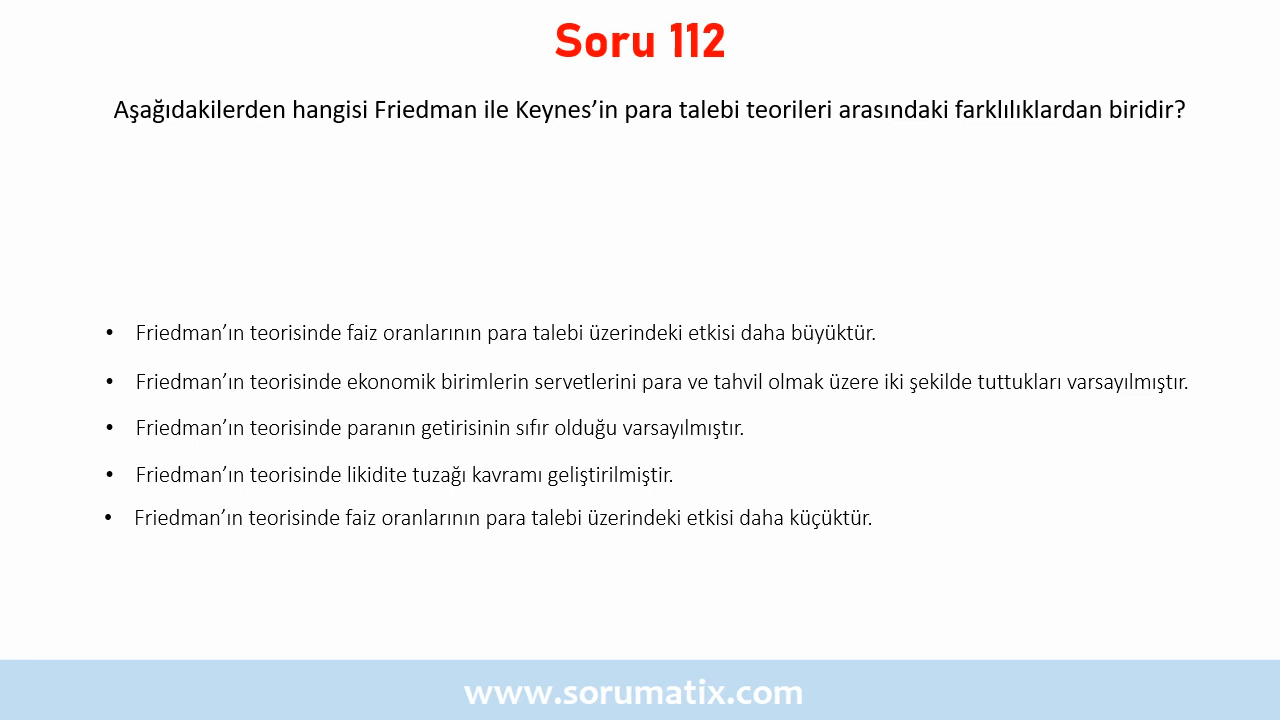 Soru 112
Aşağıdakilerden hangisi Friedman ile Keynes’in para talebi teorileri arasındaki farklılıklardan biridir?
• Friedman’ın teorisinde faiz oranlarının para talebi üzerindeki etkisi daha büyüktür.
• Friedman’ın teorisinde ekonomik birimlerin servetlerini para ve tahvil olmak üzere iki şekilde tuttukları varsayılmıştır.
• Friedman’ın teorisinde paranın getirisinin sıfır olduğu varsayılmıştır.
• Friedman’ın teorisinde likidite tuzağı kavramı geliştirilmiştir.
• Friedman’ın teorisinde faiz oranlarının para talebi üzerindeki etkisi daha küçüktür.
www.sorumatix.com